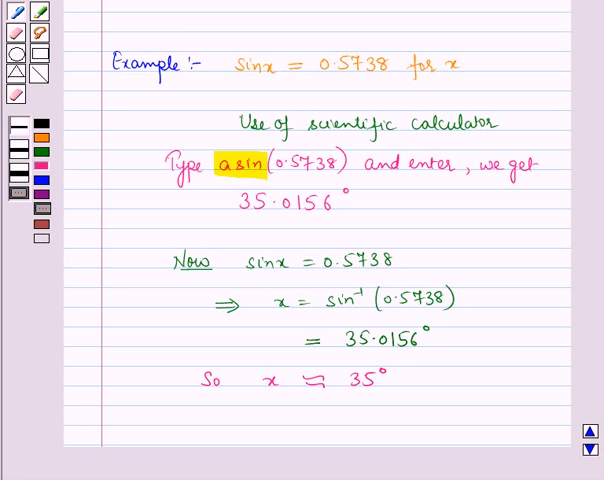 Example :- sinx = 0.5738 for x
Use of scientific calculator
Type asin(0.5738) and enter, we get
35.0156°
Now sinx = 0.5738
⇒ x = sin⁻¹(0.5738)
= 35.0156°
So x ≒ 35°